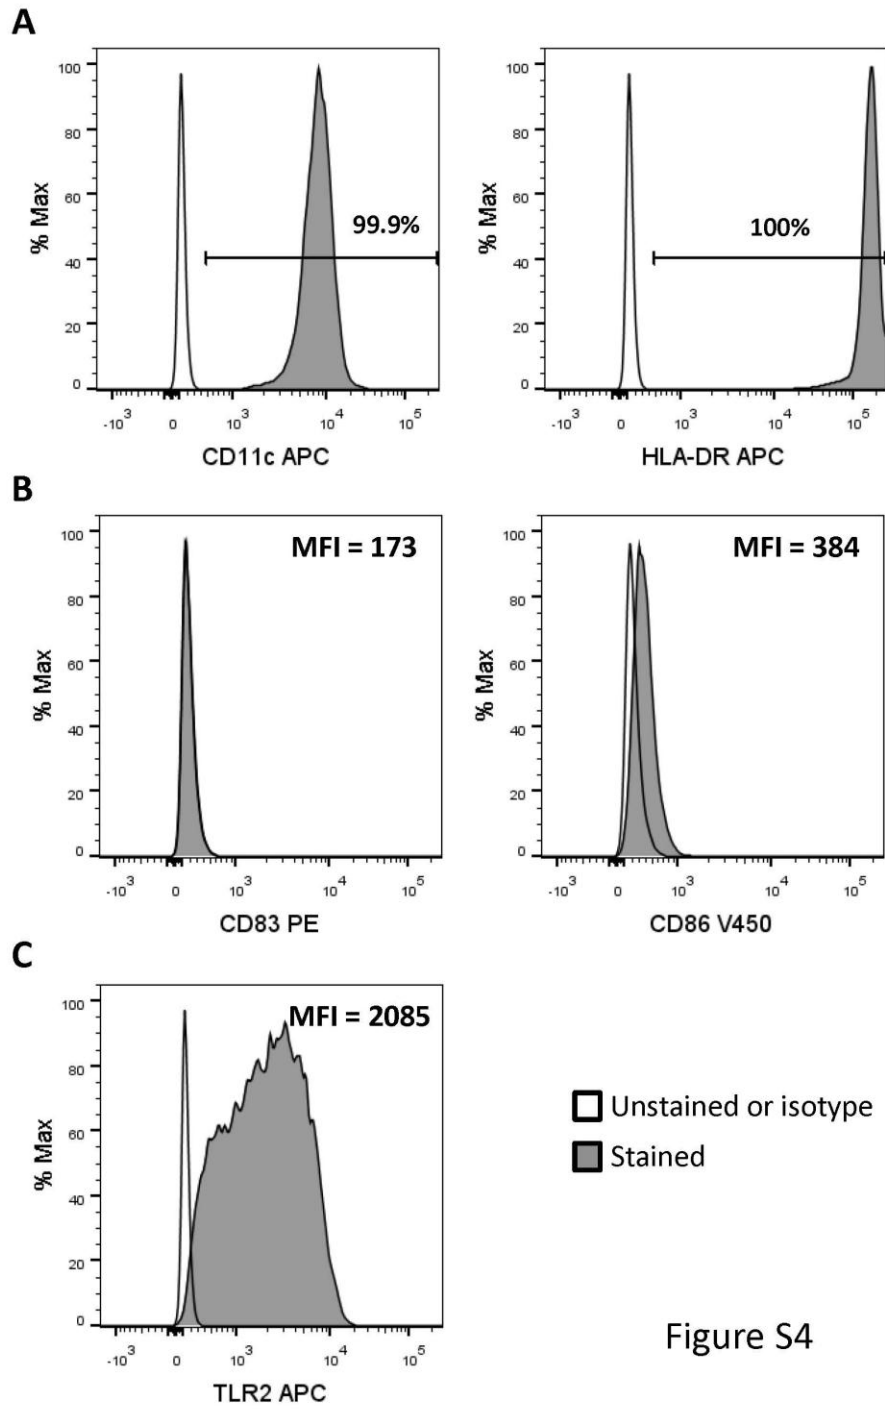 A
% Max
100
80
60
40
20
0
99.9%
-10^3 0 10^3 10^4 10^5
CD11c APC
% Max
100
80
60
40
20
0
100%
-10^3 0 10^3 10^4 10^5
HLA-DR APC
B
% Max
100
80
60
40
20
0
MFI = 173
-10^3 0 10^3 10^4 10^5
CD83 PE
% Max
100
80
60
40
20
0
MFI = 384
-10^3 0 10^3 10^4 10^5
CD86 V450
C
% Max
100
80
60
40
20
0
MFI = 2085
-10^3 0 10^3 10^4 10^5
TLR2 APC
Unstained or isotype
Stained
Figure S4